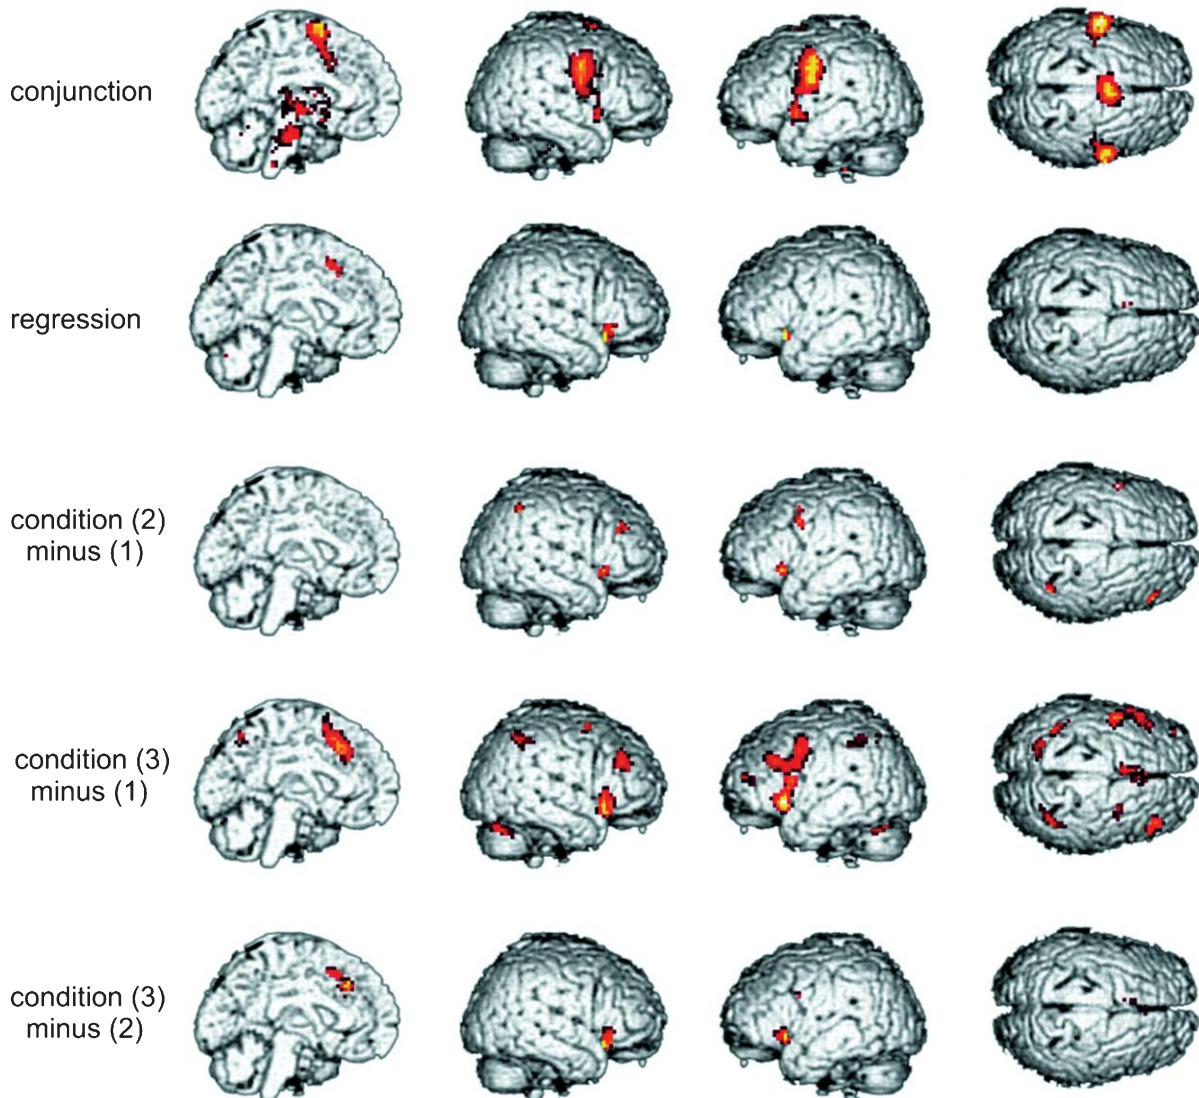 conjunction
regression
condition (2)
minus (1)
condition (3)
minus (1)
condition (3)
minus (2)